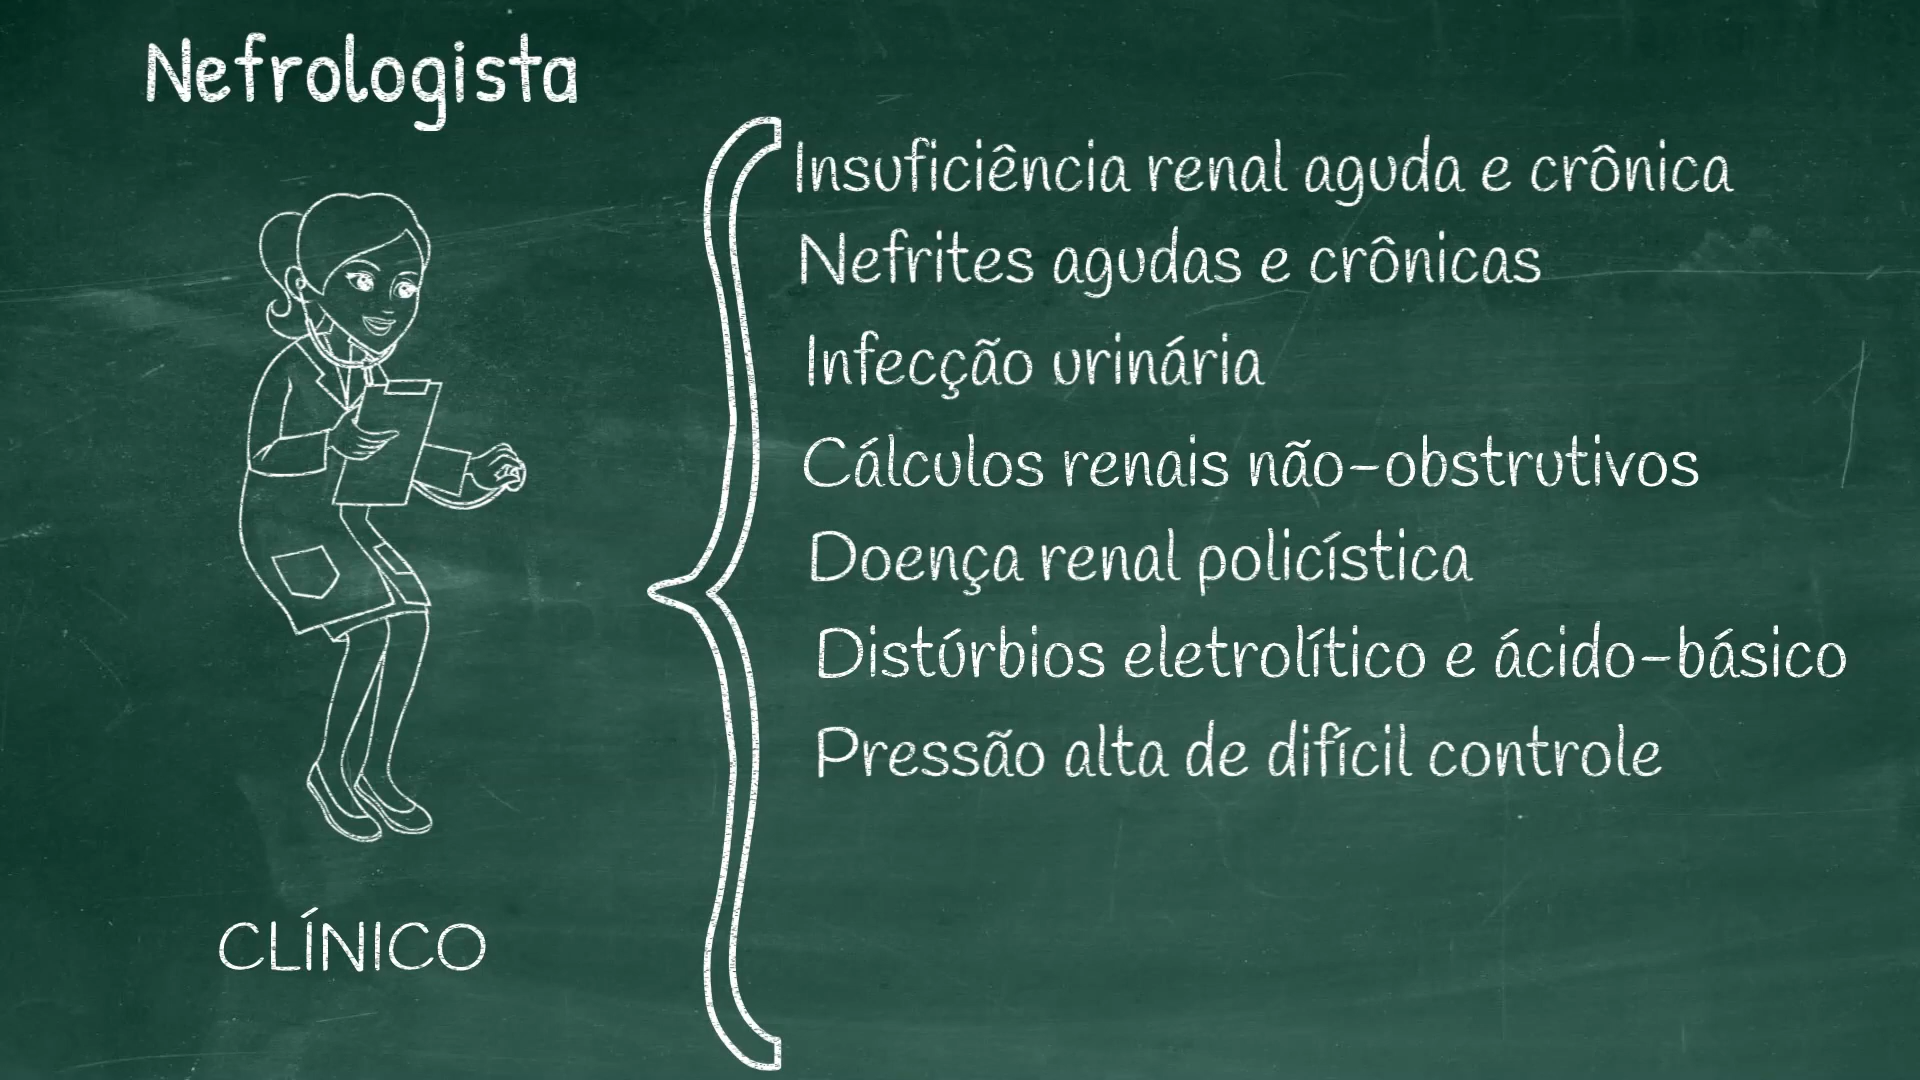 Nefrologista
Insuficiência renal aguda e crônica
Nefrites agudas e crônicas
Infecção urinária
Cálculos renais não-obstrutivos
Doença renal policística
Distúrbios eletrolítico e ácido-básico
Pressão alta de difícil controle
CLÍNICO